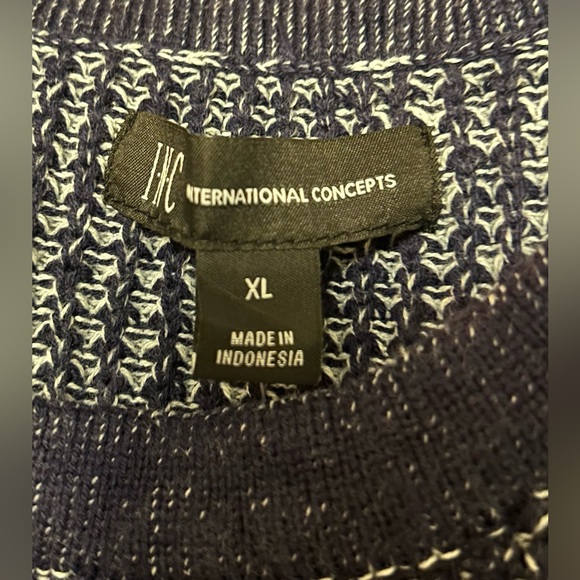 I·N·C INTERNATIONAL CONCEPTS
XL
MADE IN
INDONESIA